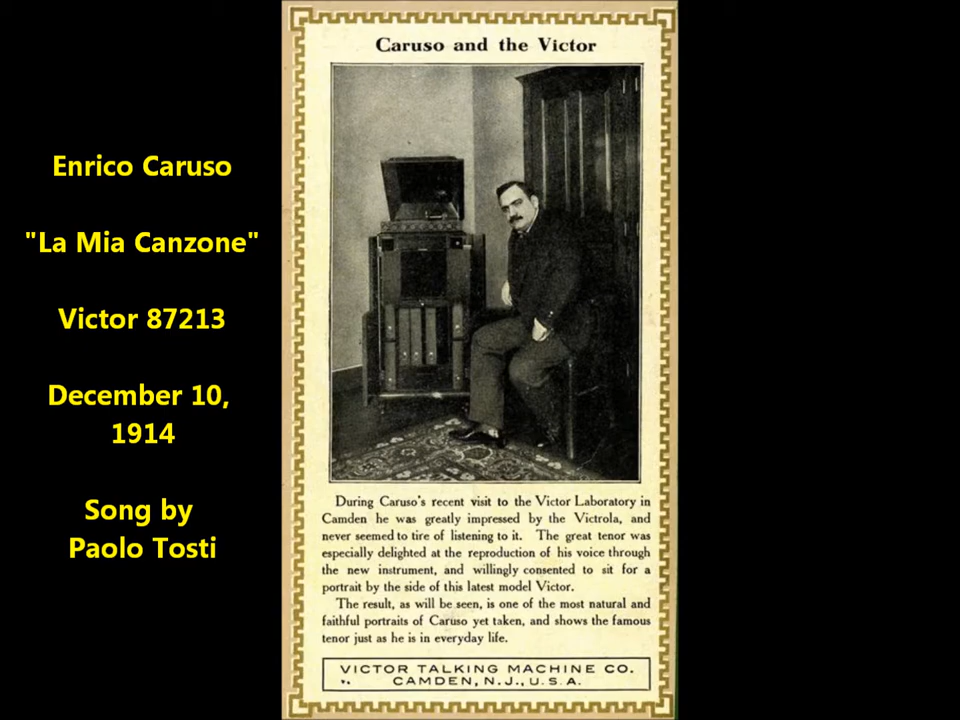 Enrico Caruso
"La Mia Canzone"
Victor 87213
December 10,
1914
Song by
Paolo Tosti
Caruso and the Victor
During Caruso's recent visit to the Victor Laboratory in
Camden he was greatly impressed by the Victrola, and
never seemed to tire of listening to it. The great tenor was
especially delighted at the reproduction of his voice through
the new instrument, and willingly consented to sit for a
portrait by the side of this latest model Victor.
The result, as will be seen, is one of the most natural and
faithful portraits of Caruso yet taken, and shows the famous
tenor just as he is in everyday life.
VICTOR TALKING MACHINE CO.
CAMDEN, N.J., U.S.A.